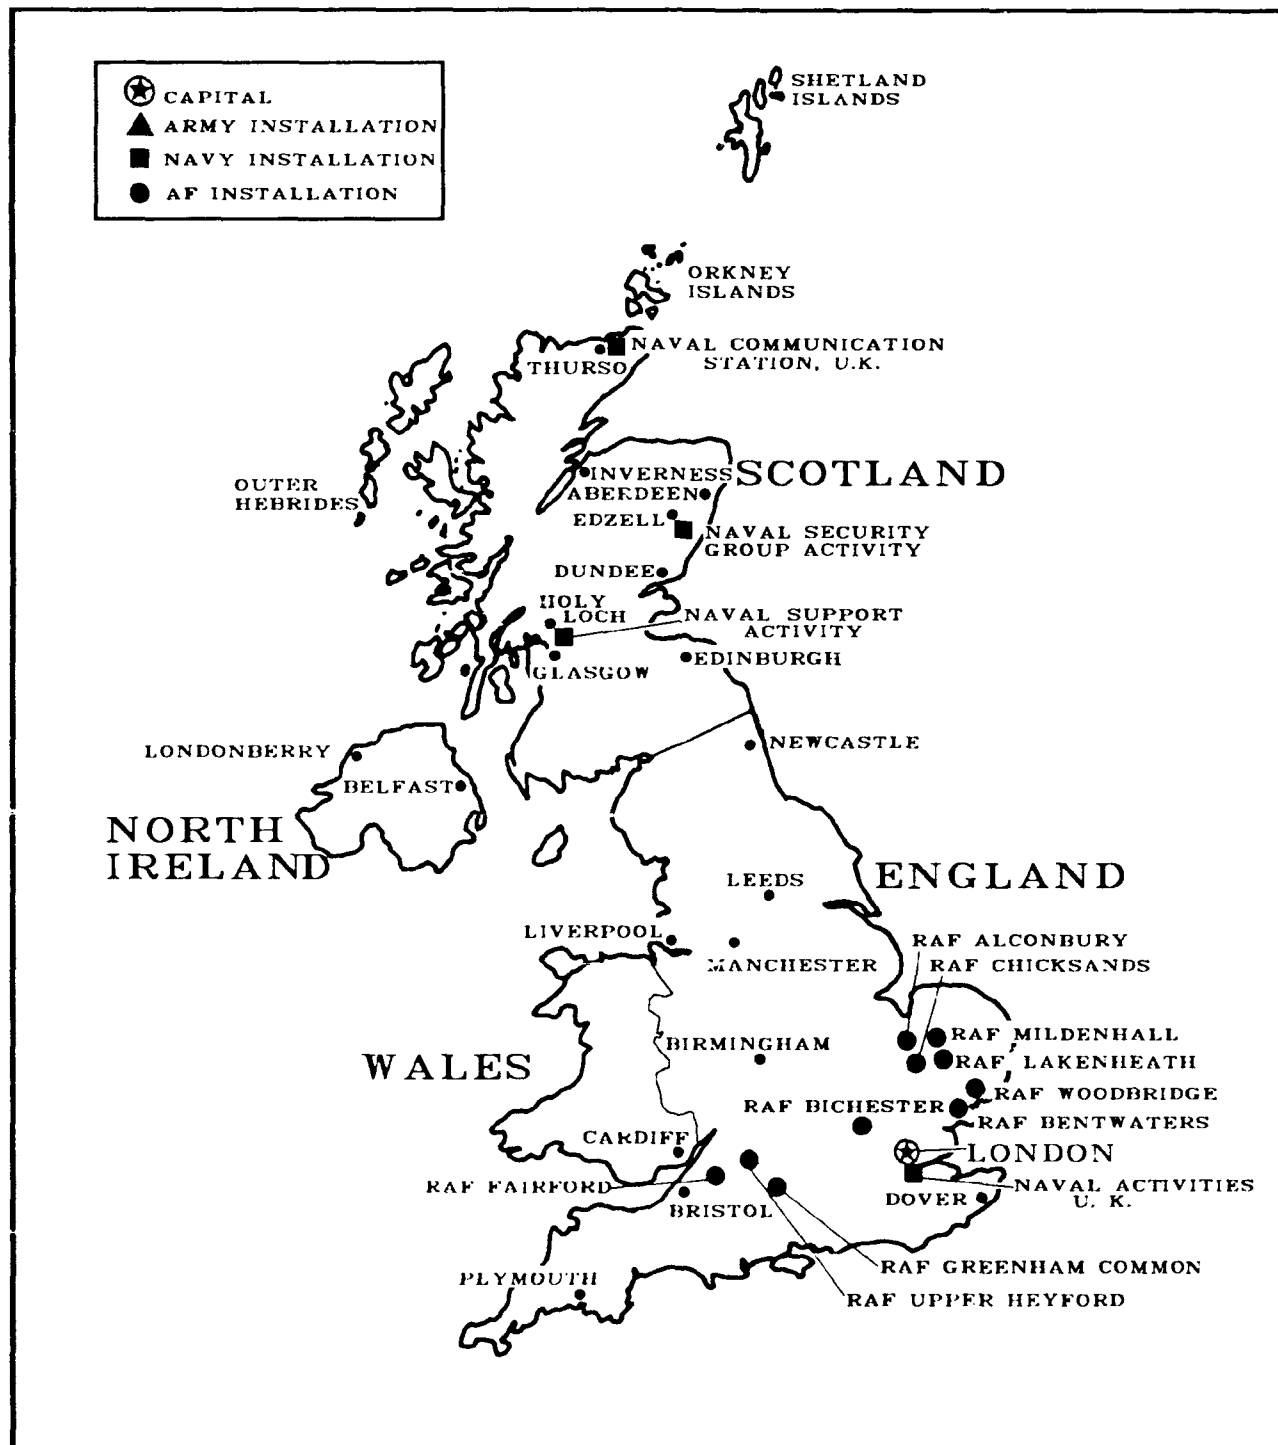 CAPITAL
ARMY INSTALLATION
NAVY INSTALLATION
AF INSTALLATION
SHETLAND
ISLANDS
ORKNEY
ISLANDS
NAVAL COMMUNICATION
STATION, U.K.
THURSO
OUTER
HEBRIDES
SCOTLAND
INVERNESS
ABERDEEN
EDZELL
NAVAL SECURITY
GROUP ACTIVITY
DUNDEE
HOLY
LOCH
NAVAL SUPPORT
ACTIVITY
GLASGOW
EDINBURGH
LONDONBERRY
NEWCASTLE
BELFAST
NORTH
IRELAND
LEEDS
ENGLAND
LIVERPOOL
MANCHESTER
RAF ALCONBURY
RAF CHICKSANDS
WALES
BIRMINGHAM
RAF MILDENHALL
RAF LAKENHEATH
RAF WOODBRIDGE
RAF BICHESTER
RAF BENTWATERS
CARDIFF
LONDON
RAF FAIRFORD
BRISTOL
DOVER
NAVAL ACTIVITIES
U. K.
PLYMOUTH
RAF GREENHAM COMMON
RAF UPPER HEYFORD